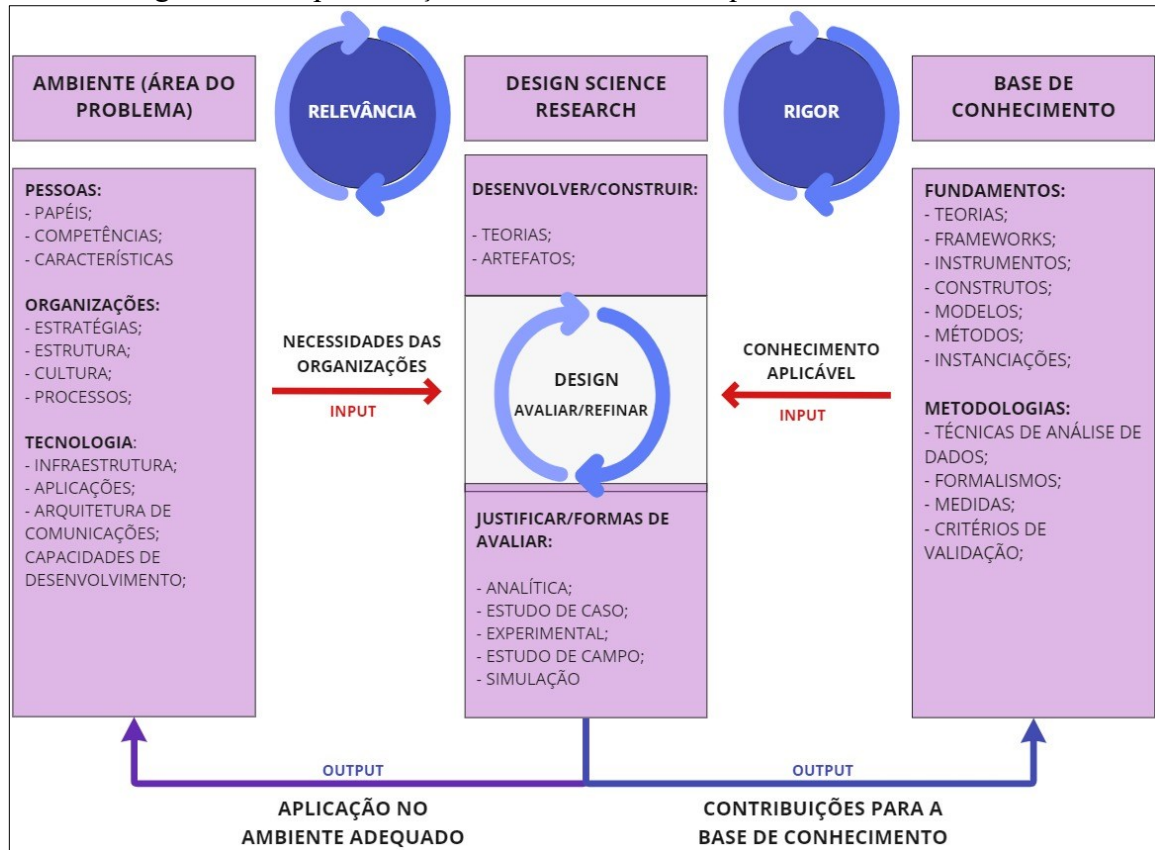 AMBIENTE (ÁREA DO
PROBLEMA)
RELEVÂNCIA
DESIGN SCIENCE
RESEARCH
RIGOR
BASE DE
CONHECIMENTO
PESSOAS:
- PAPÉIS;
- COMPETÊNCIAS;
- CARACTERÍSTICAS
ORGANIZAÇÕES:
- ESTRATÉGIAS;
- ESTRUTURA;
- CULTURA;
- PROCESSOS;
TECNOLOGIA:
- INFRAESTRUTURA;
- APLICAÇÕES;
- ARQUITETURA DE
COMUNICAÇÕES;
CAPACIDADES DE
DESENVOLVIMENTO;
NECESSIDADES DAS
ORGANIZAÇÕES
INPUT
DESENVOLVER/CONSTRUIR:
- TEORIAS;
- ARTEFATOS;
DESIGN
AVALIAR/REFINAR
JUSTIFICAR/FORMAS DE
AVALIAR:
- ANALÍTICA;
- ESTUDO DE CASO;
- EXPERIMENTAL;
- ESTUDO DE CAMPO;
- SIMULAÇÃO
CONHECIMENTO
APLICÁVEL
INPUT
FUNDAMENTOS:
- TEORIAS;
- FRAMEWORKS;
- INSTRUMENTOS;
- CONSTRUTOS;
- MODELOS;
- MÉTODOS;
- INSTANCIAÇÕES;
METODOLOGIAS:
- TÉCNICAS DE ANÁLISE DE
DADOS;
- FORMALISMOS;
- MEDIDAS;
- CRITÉRIOS DE
VALIDAÇÃO;
OUTPUT
APLICAÇÃO NO
AMBIENTE ADEQUADO
OUTPUT
CONTRIBUIÇÕES PARA A
BASE DE CONHECIMENTO